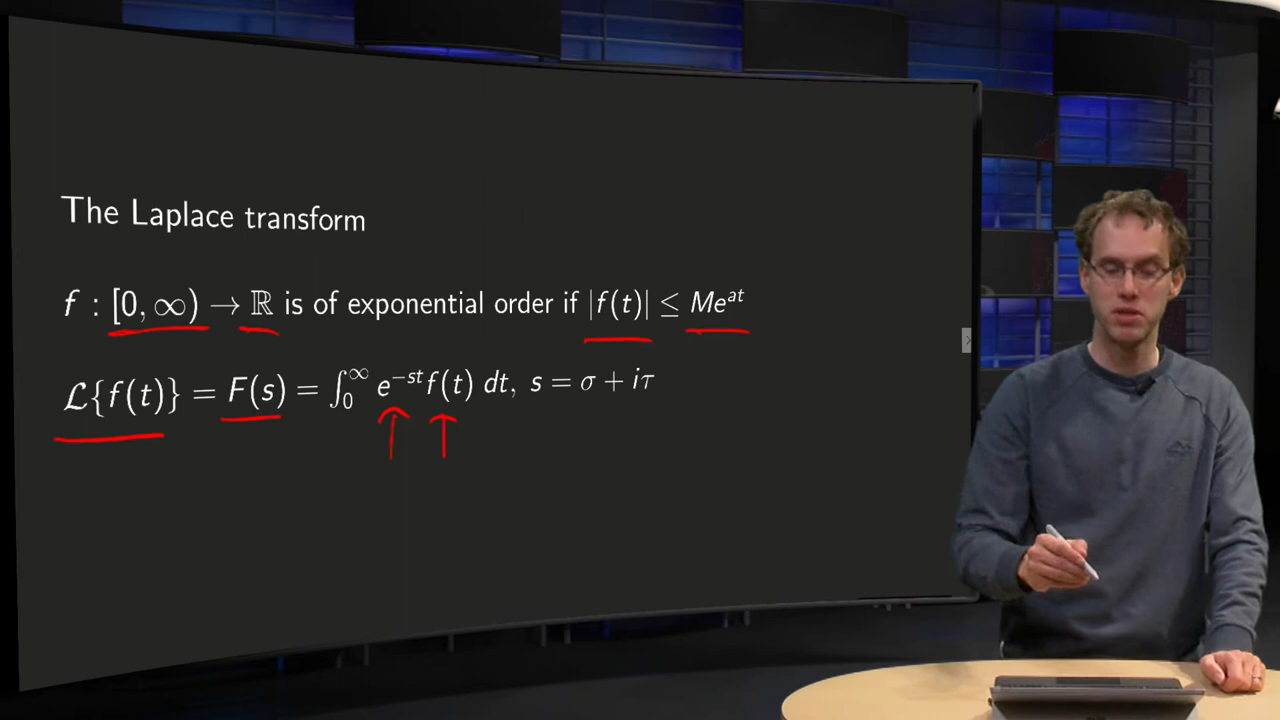 The Laplace transform
f : [0, ∞) → ℝ is of exponential order if |f(t)| ≤ Me^{at}
ℒ{f(t)} = F(s) = ∫_0^∞ e^{−st} f(t) dt, s = σ + iτ